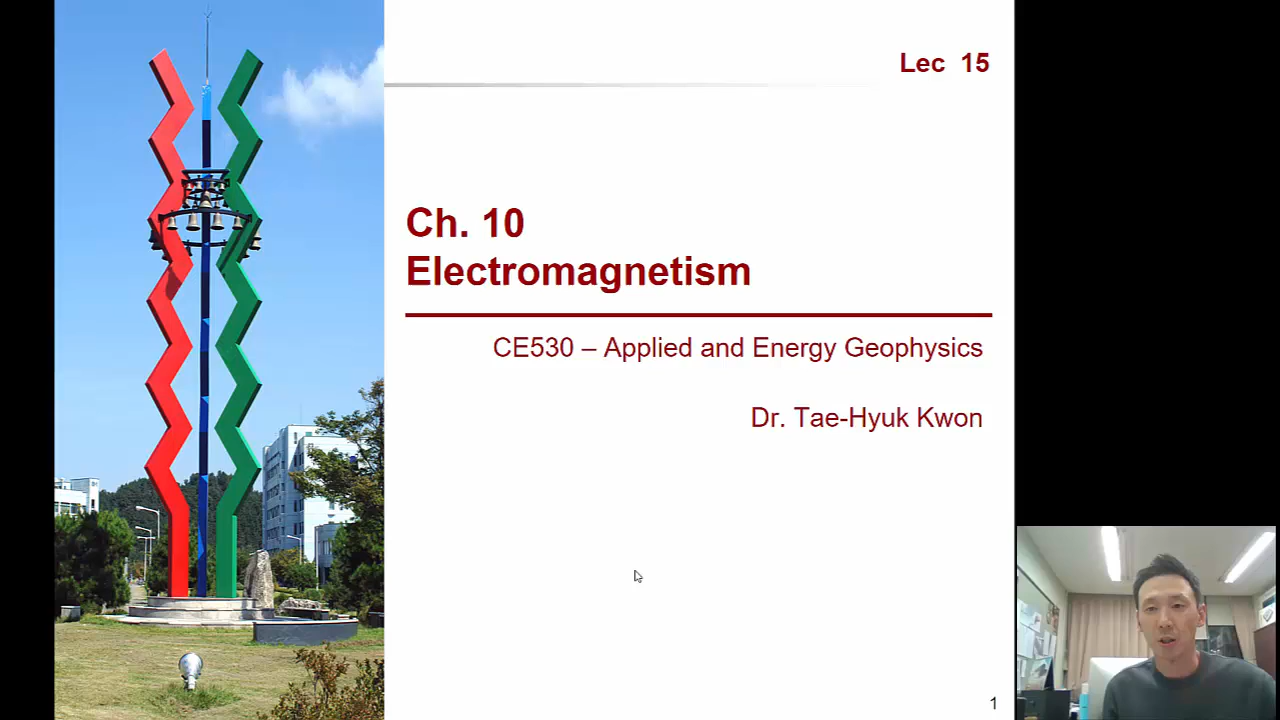 Lec 15
Ch. 10
Electromagnetism
CE530 – Applied and Energy Geophysics
Dr. Tae-Hyuk Kwon
1